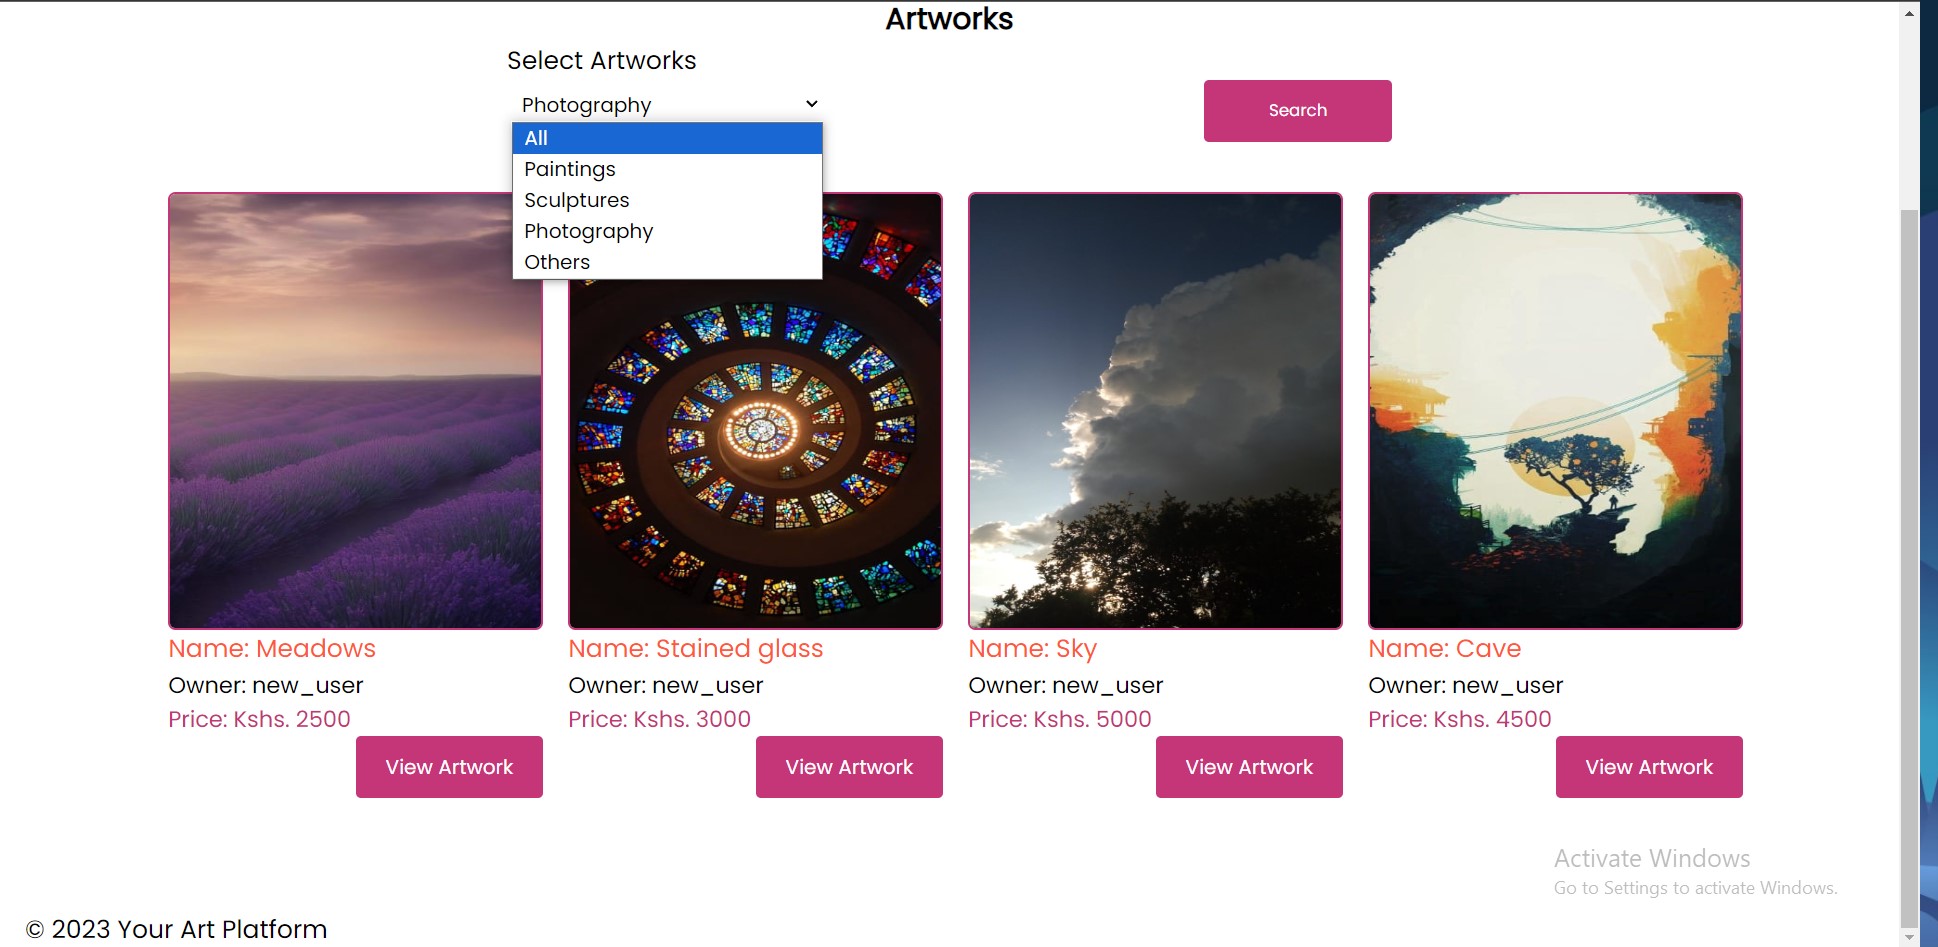 Artworks
Select Artworks
Photography
Search
All
Paintings
Sculptures
Photography
Others
Name: Meadows
Owner: new_user
Price: Kshs. 2500
View Artwork
Name: Stained glass
Owner: new_user
Price: Kshs. 3000
View Artwork
Name: Sky
Owner: new_user
Price: Kshs. 5000
View Artwork
Name: Cave
Owner: new_user
Price: Kshs. 4500
View Artwork
Activate Windows
Go to Settings to activate Windows.
© 2023 Your Art Platform